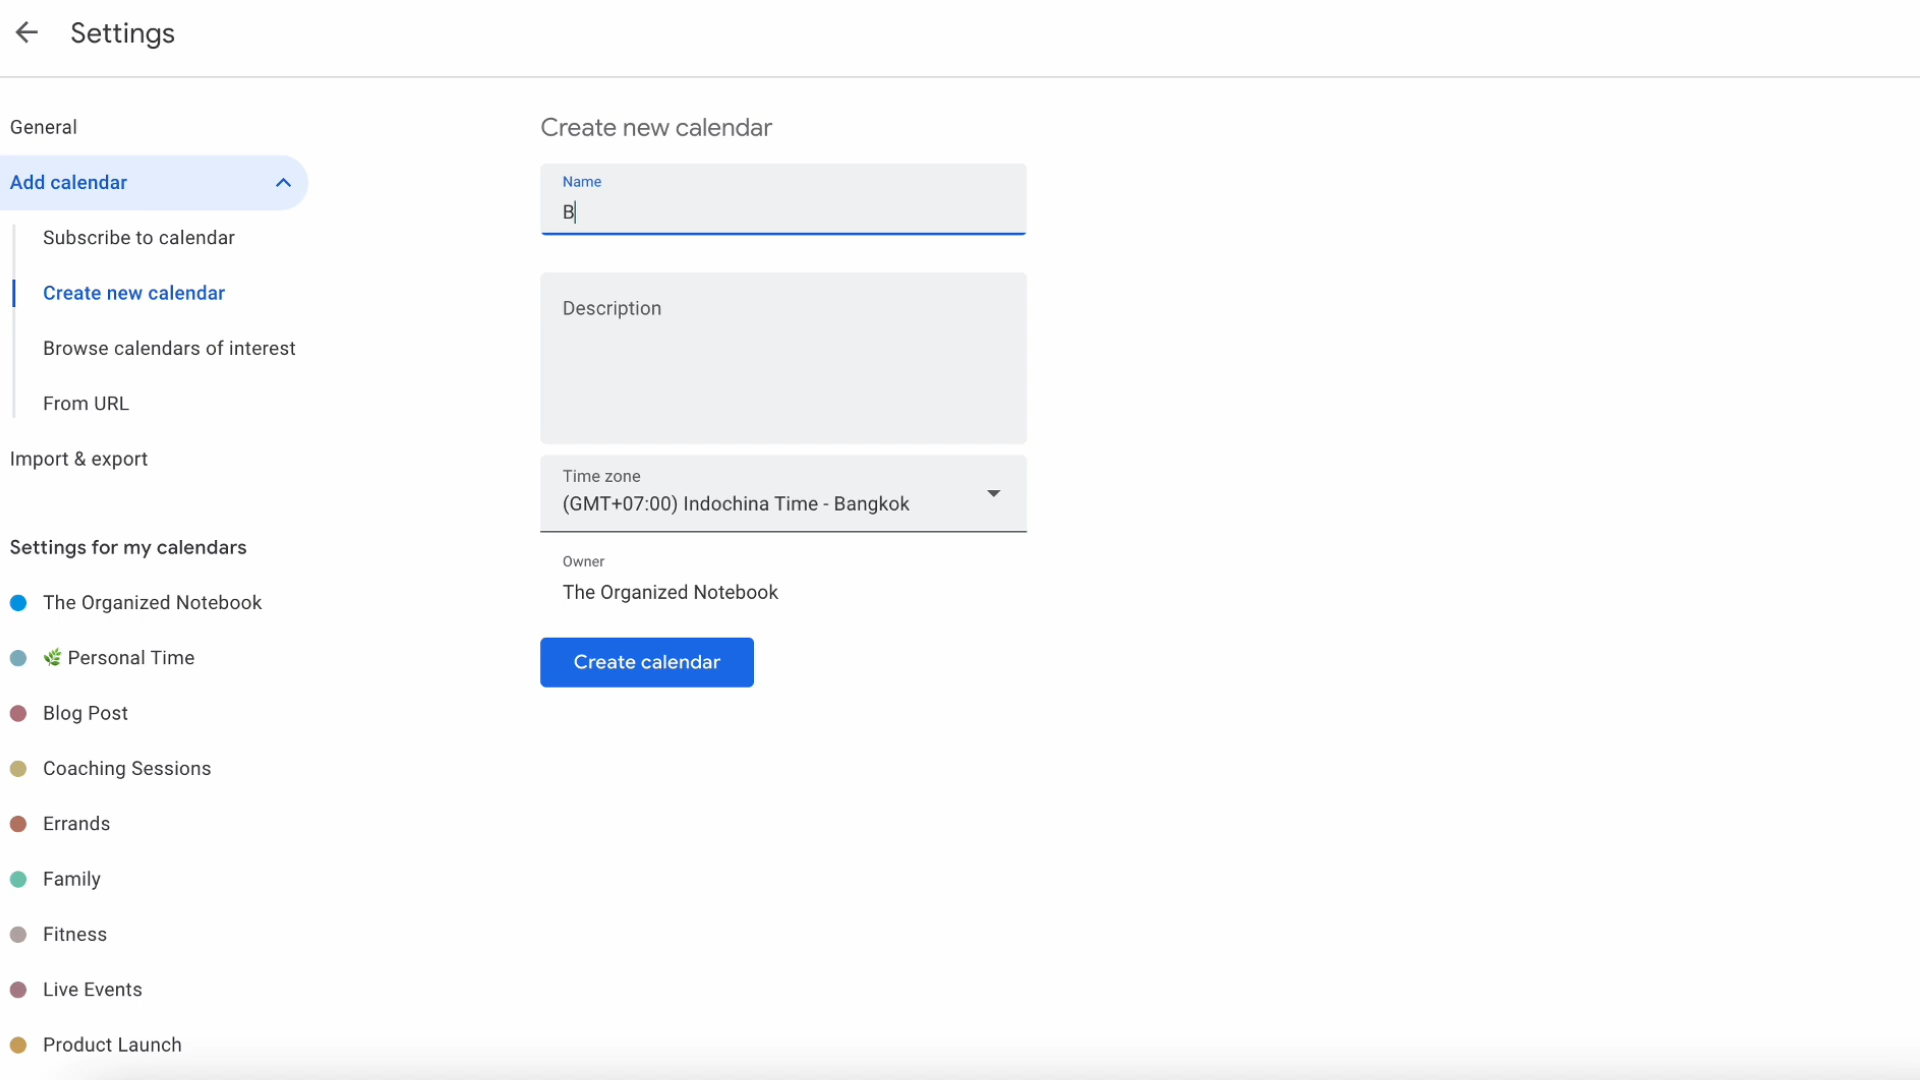 Settings
General
Add calendar
Subscribe to calendar
Create new calendar
Browse calendars of interest
From URL
Import & export
Settings for my calendars
The Organized Notebook
🌿 Personal Time
Blog Post
Coaching Sessions
Errands
Family
Fitness
Live Events
Product Launch
Create new calendar
Name
B
Description
Time zone
(GMT+07:00) Indochina Time - Bangkok
Owner
The Organized Notebook
Create calendar